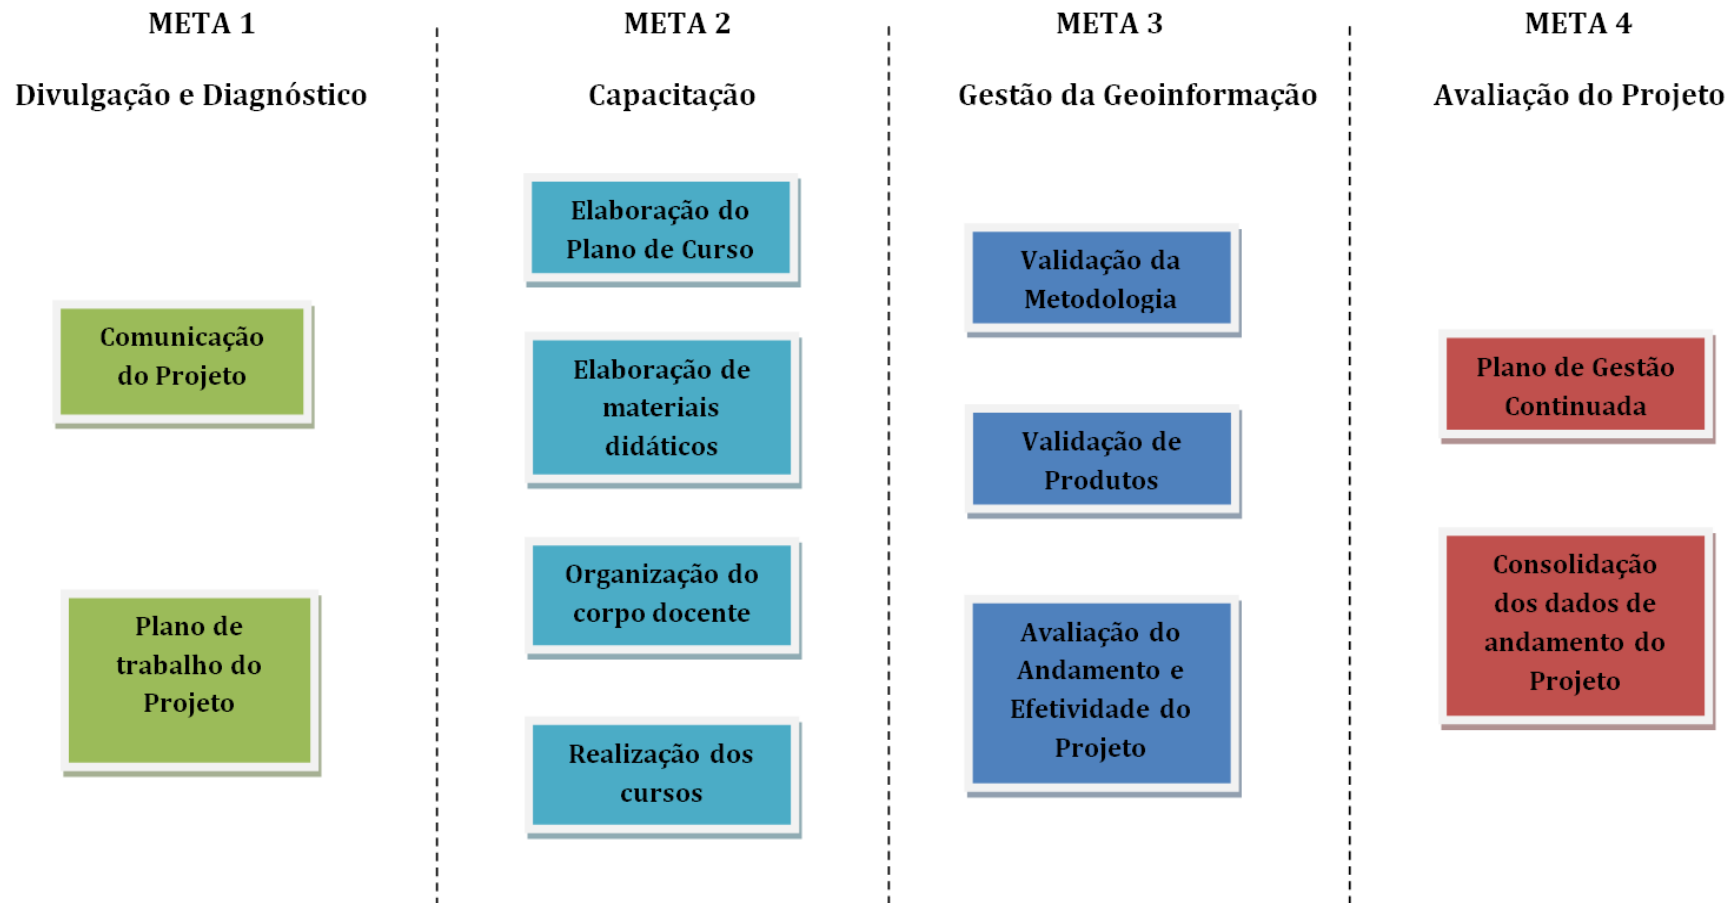 META 1
Divulgação e Diagnóstico
Comunicação
do Projeto
Plano de
trabalho do
Projeto
META 2
Capacitação
Elaboração do
Plano de Curso
Elaboração de
materiais
didáticos
Organização do
corpo docente
Realização dos
cursos
META 3
Gestão da Geoinformação
Validação da
Metodologia
Validação de
Produtos
Avaliação do
Andamento e
Efetividade do
Projeto
META 4
Avaliação do Projeto
Plano de Gestão
Continuada
Consolidação
dos dados de
andamento do
Projeto